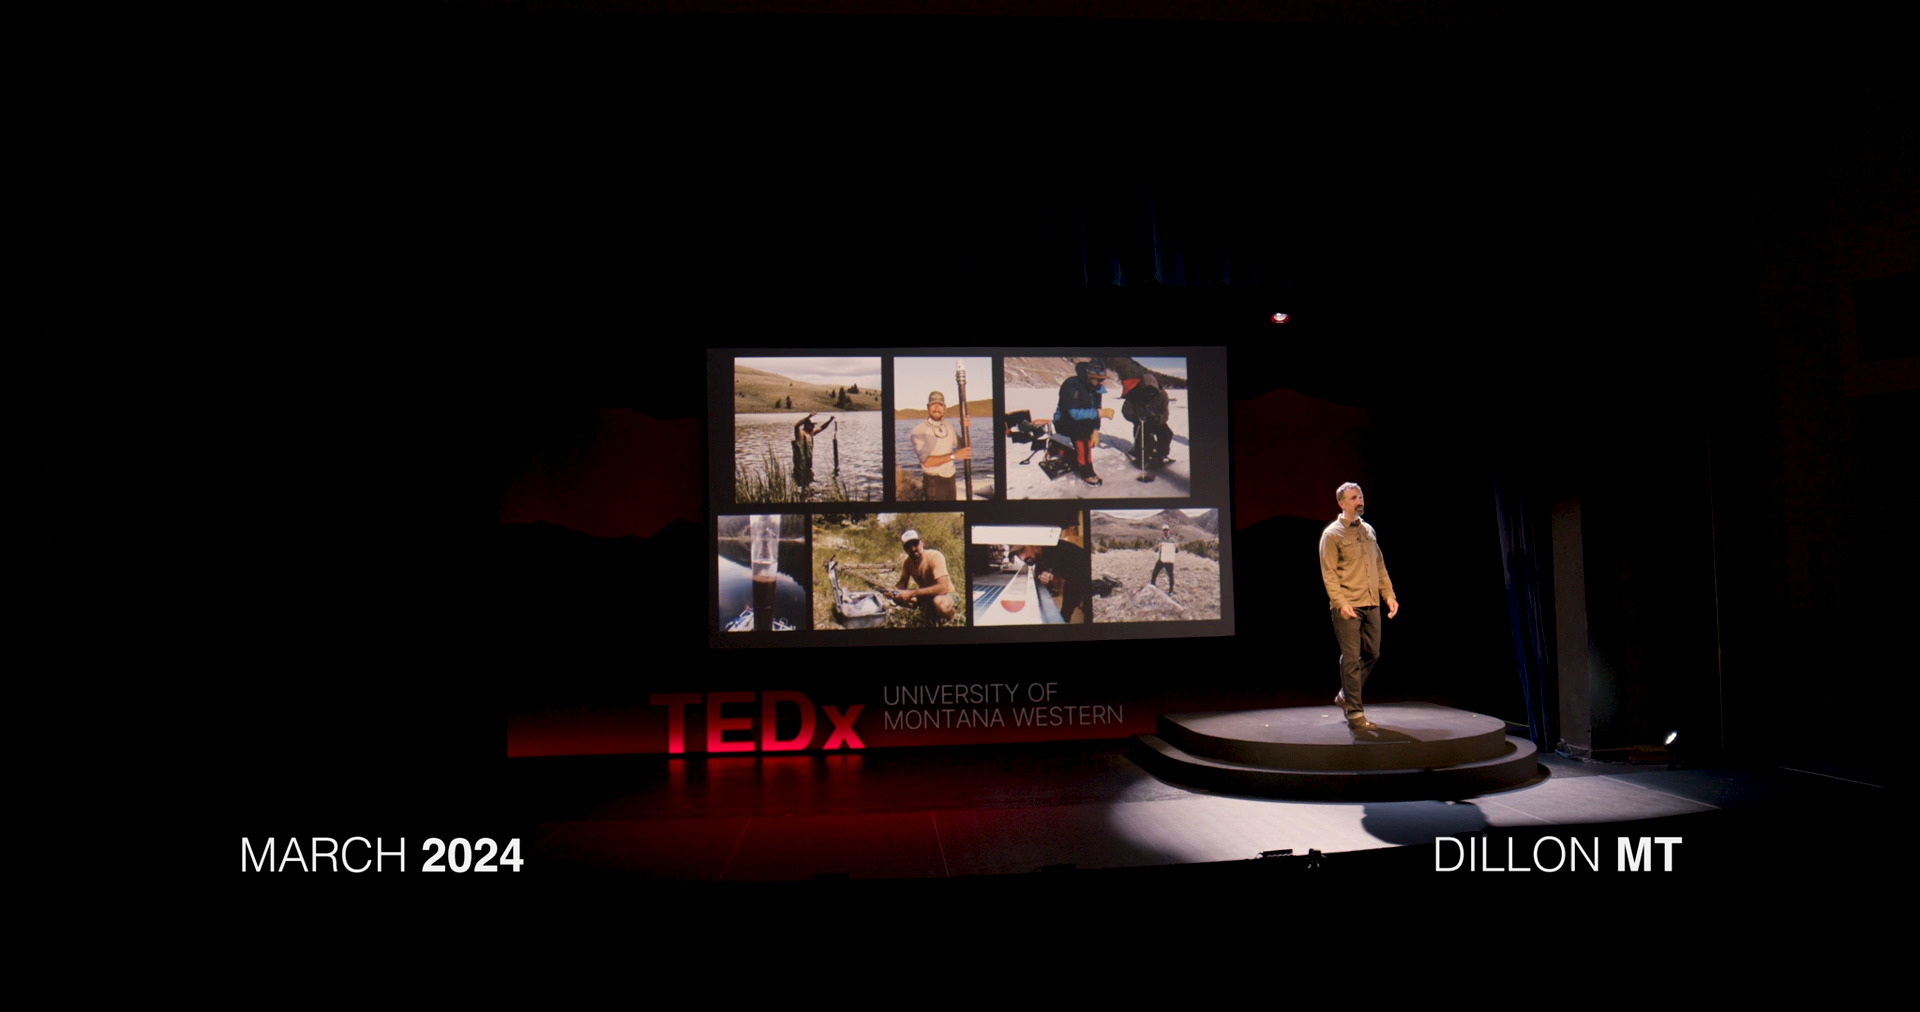 TEDx
UNIVERSITY OF
MONTANA WESTERN
MARCH 2024
DILLON MT